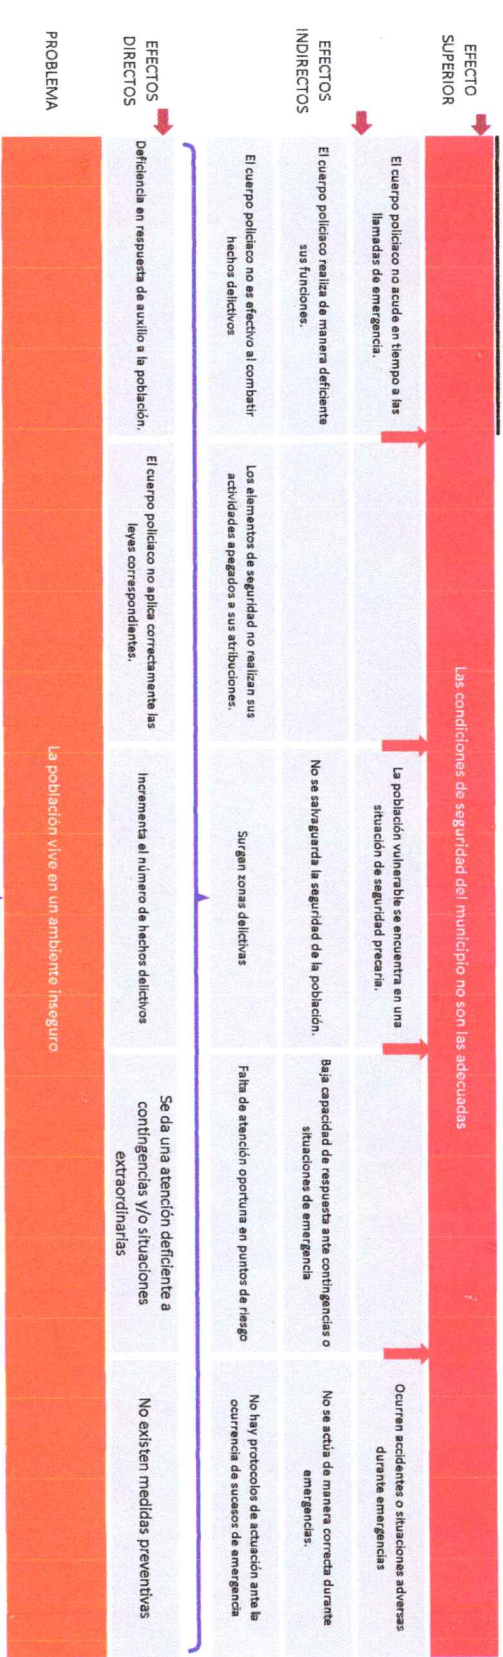 EFECTO
SUPERIOR
Las condiciones de seguridad del municipio no son las adecuadas
EFECTOS
INDIRECTOS
El cuerpo policiaco no acude en tiempo a las
llamadas de emergencia.
La población vulnerable se encuentra en una
situación de seguridad precaria.
Ocurren accidentes o situaciones adversas
durante emergencias
El cuerpo policiaco realiza de manera deficiente
sus funciones.
No se salvaguarda la seguridad de la población.
Baja capacidad de respuesta ante contingencias o
situaciones de emergencia
No se actúa de manera correcta durante
emergencias.
El cuerpo policiaco no es efectivo al combatir
hechos delictivos
Los elementos de seguridad no realizan sus
actividades apegados a sus atribuciones.
Surgen zonas delictivas
Falta de atención oportuna en puntos de riesgo
No hay protocolos de actuación ante la
ocurrencia de sucesos de emergencia
EFECTOS
DIRECTOS
Deficiencia en respuesta de auxilio a la población.
El cuerpo policiaco no aplica correctamente las
leyes correspondientes.
Incrementa el número de hechos delictivos
Se da una atención deficiente a
contingencias y/o situaciones
extraordinarias
No existen medidas preventivas
PROBLEMA
La población vive en un ambiente inseguro